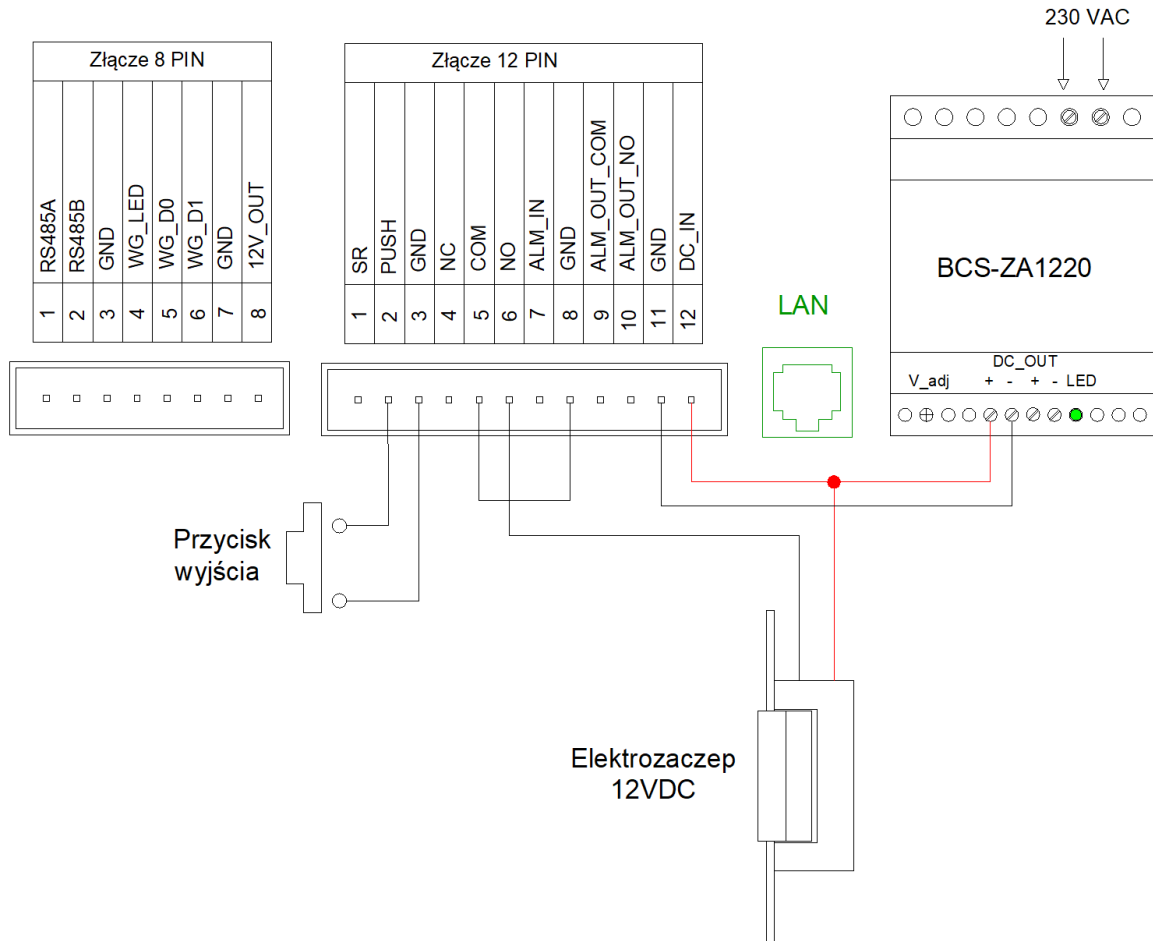 230 VAC
Złącze 8 PIN
RS485A
RS485B
GND
WG_LED
WG_D0
WG_D1
GND
12V_OUT
1
2
3
4
5
6
7
8
Złącze 12 PIN
SR
PUSH
GND
NC
COM
NO
ALM_IN
GND
ALM_OUT_COM
ALM_OUT_NO
GND
DC_IN
1
2
3
4
5
6
7
8
9
10
11
12
LAN
BCS-ZA1220
DC_OUT
V_adj + - + - LED
Przycisk
wyjścia
Elektrozaczep
12VDC